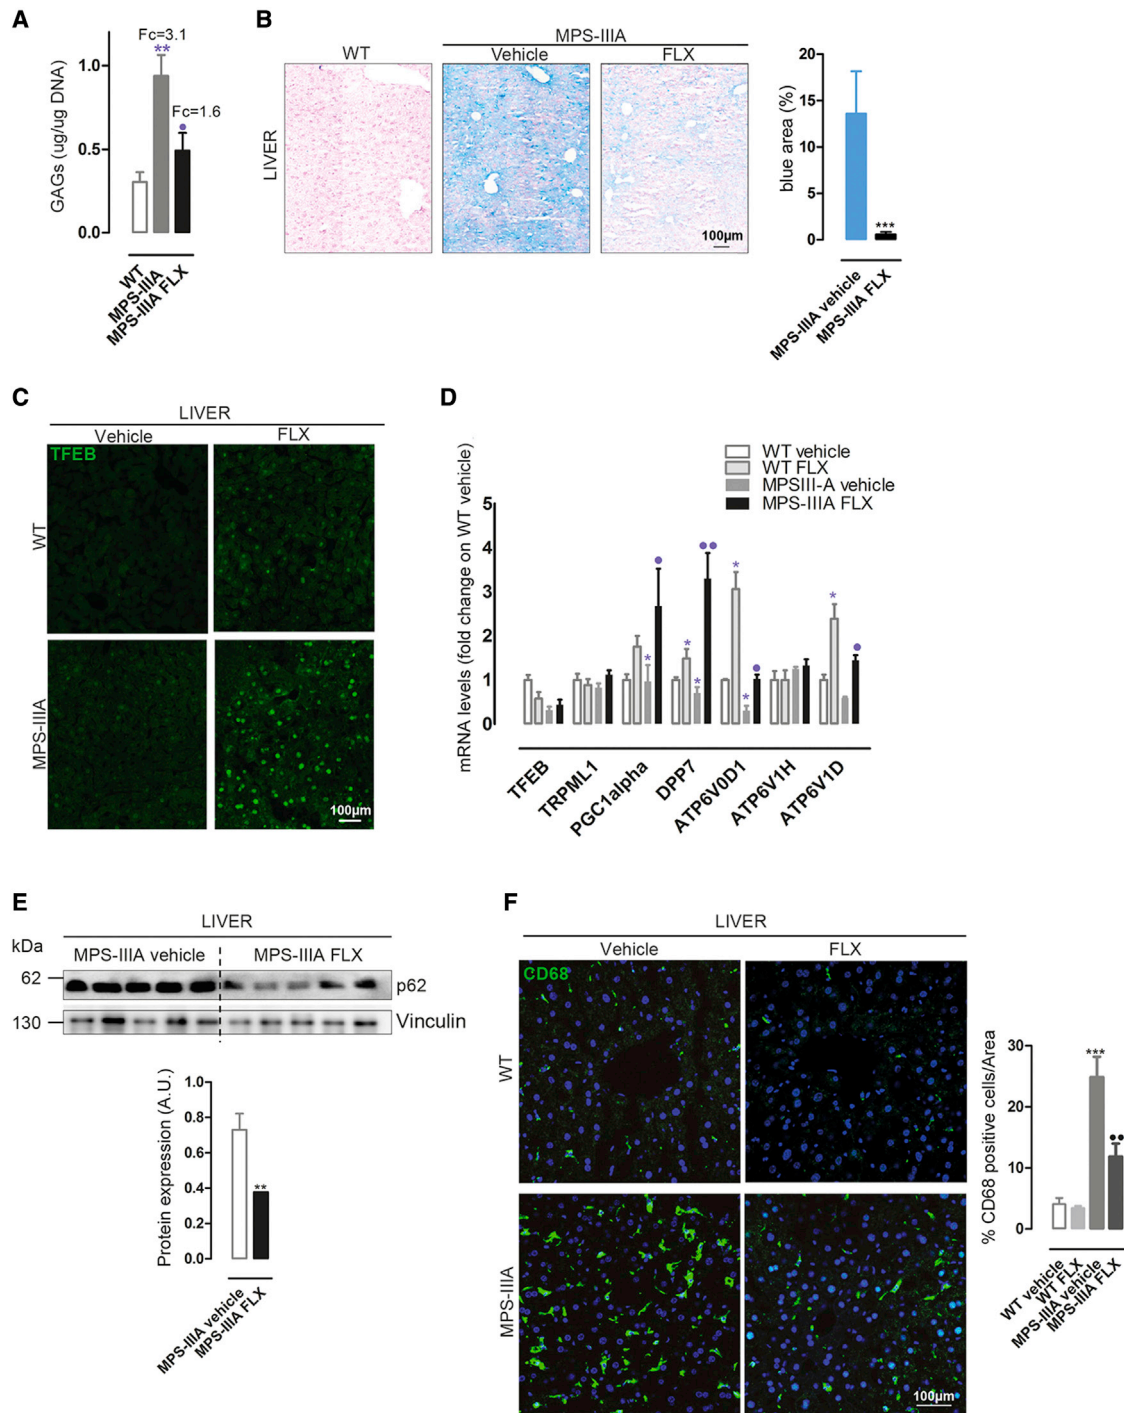 A
GAGs (ug/ug DNA)
1.0
0.5
0.0
Fc=3.1
**
Fc=1.6
WT
MPS-IIIA
MPS-IIIA FLX
B
MPS-IIIA
WT
Vehicle
FLX
LIVER
100µm
blue area (%)
20
15
10
5
0
***
MPS-IIIA vehicle
MPS-IIIA FLX
C
LIVER
Vehicle
FLX
TFEB
WT
MPS-IIIA
100µm
D
WT vehicle
WT FLX
MPSIII-A vehicle
MPS-IIIA FLX
mRNA levels (fold change on WT vehicle)
5
4
3
2
1
0
*
*
*
*
*
*
TFEB
TRPML1
PGC1alpha
DPP7
ATP6V0D1
ATP6V1H
ATP6V1D
E
LIVER
kDa
MPS-IIIA vehicle
MPS-IIIA FLX
62
p62
130
Vinculin
Protein expression (A.U.)
1.0
0.8
0.6
0.4
0.2
0.0
**
MPS-IIIA vehicle
MPS-IIIA FLX
F
LIVER
Vehicle
FLX
CD68
WT
MPS-IIIA
100µm
% CD68 positive cells/Area
30
20
10
0
***
WT vehicle
WT FLX
MPS-IIA vehicle
MPS-IIIA FLX